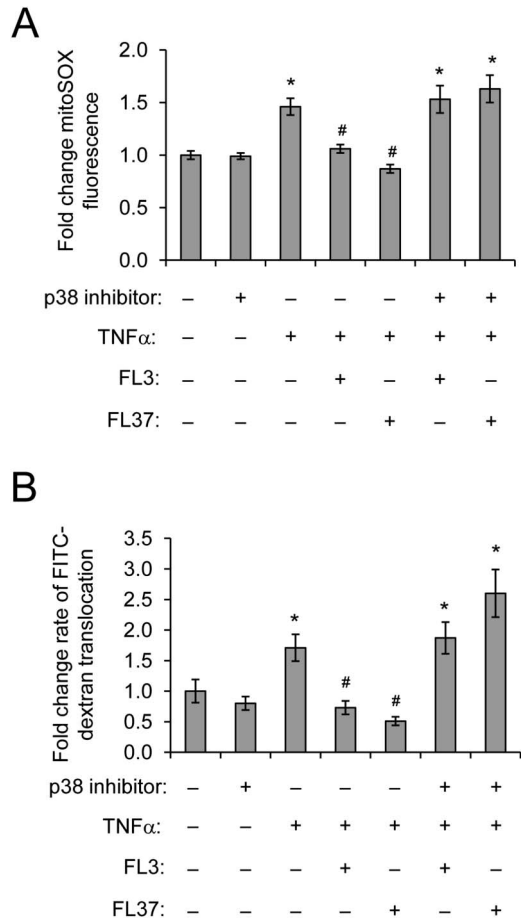 A
Fold change mitoSOX
fluorescence
2.0
1.5
1.0
0.5
0.0
* # # * *
p38 inhibitor: – + – – – + +
TNFα: – – + + + + +
FL3: – – – + – + –
FL37: – – – – + – +
B
Fold change rate of FITC-
dextran translocation
3.5
3.0
2.5
2.0
1.5
1.0
0.5
0.0
* # # * *
p38 inhibitor: – + – – – + +
TNFα: – – + + + + +
FL3: – – – + – + –
FL37: – – – – + – +